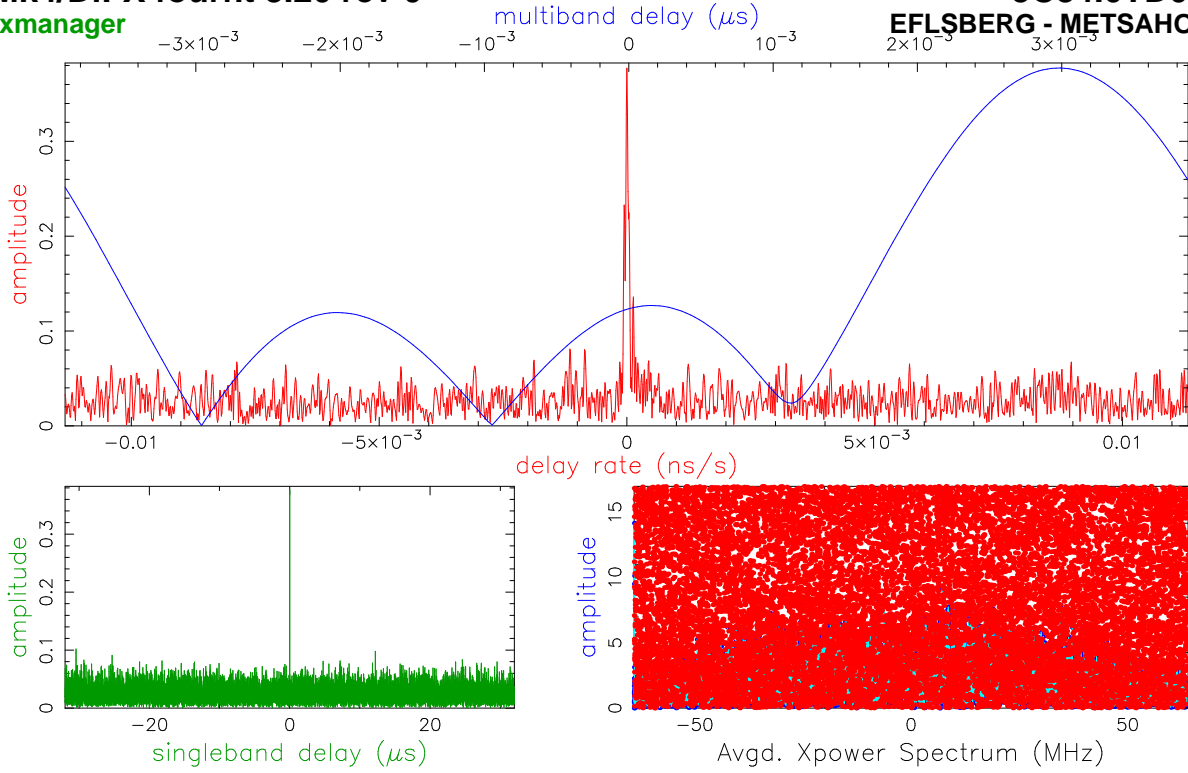 xmanager
multiband delay (μs)
EFLSBERG - METSAHO
−3×10⁻³ −2×10⁻³ −10⁻³ 0 10⁻³ 2×10⁻³ 3×10⁻³
amplitude
0 0.1 0.2 0.3
−0.01 −5×10⁻³ 0 5×10⁻³ 0.01
delay rate (ns/s)
amplitude
0 0.1 0.2 0.3
−20 0 20
singleband delay (μs)
amplitude
0 5 10 15
−50 0 50
Avgd. Xpower Spectrum (MHz)